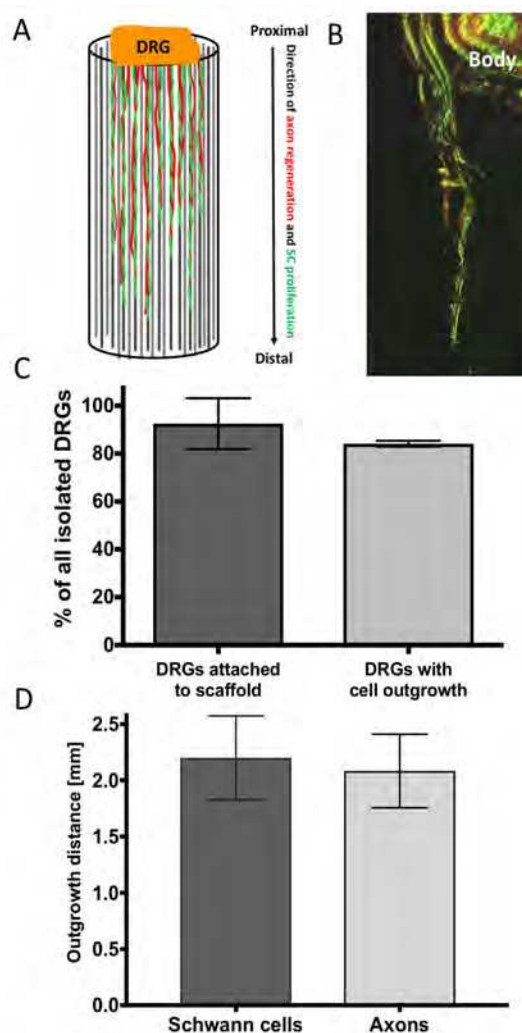 A
DRG
Proximal
Direction of axon regeneration and SC proliferation
Distal
B
Body
C
% of all isolated DRGs
100
80
60
40
20
0
DRGs attached
to scaffold
DRGs with
cell outgrowth
D
Outgrowth distance [mm]
2.5
2.0
1.5
1.0
0.5
0.0
Schwann cells
Axons